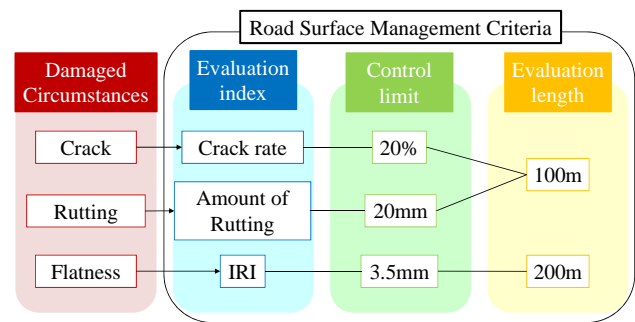 Road Surface Management Criteria
Damaged
Circumstances
Evaluation
index
Control
limit
Evaluation
length
Crack
Crack rate
20%
100m
Rutting
Amount of
Rutting
20mm
Flatness
IRI
3.5mm
200m